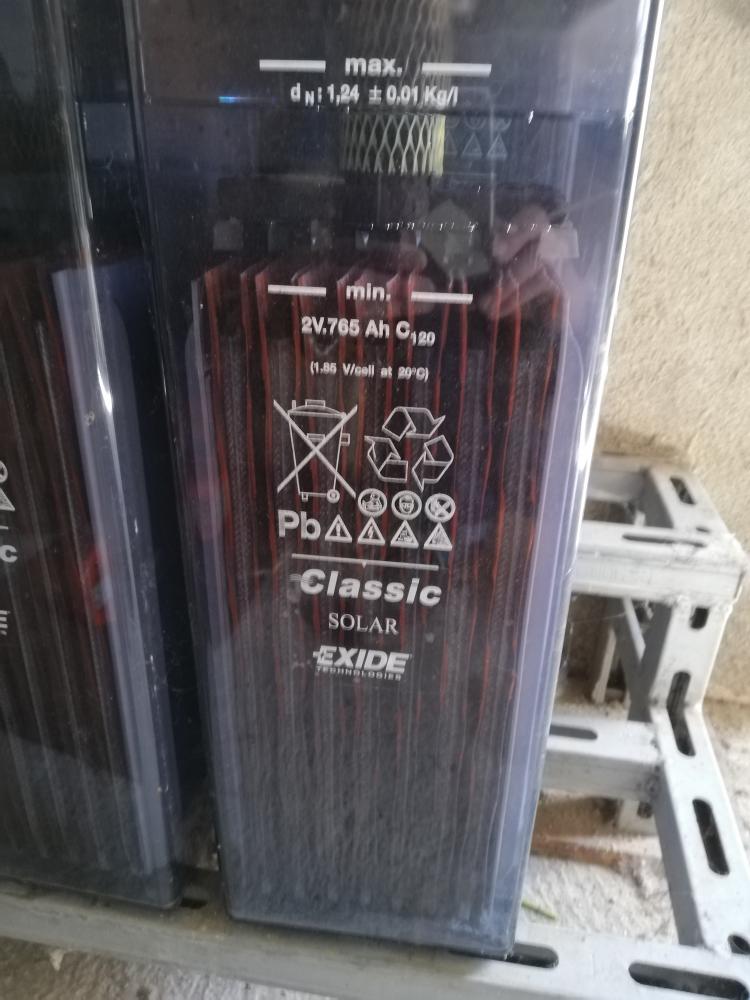 max.
d N : 1,24 ± 0.01 Kg/l
min.
2V,765 Ah C120
(1.85 V/cell at 20°C)
Pb
Classic
SOLAR
EXIDE
TECHNOLOGIES